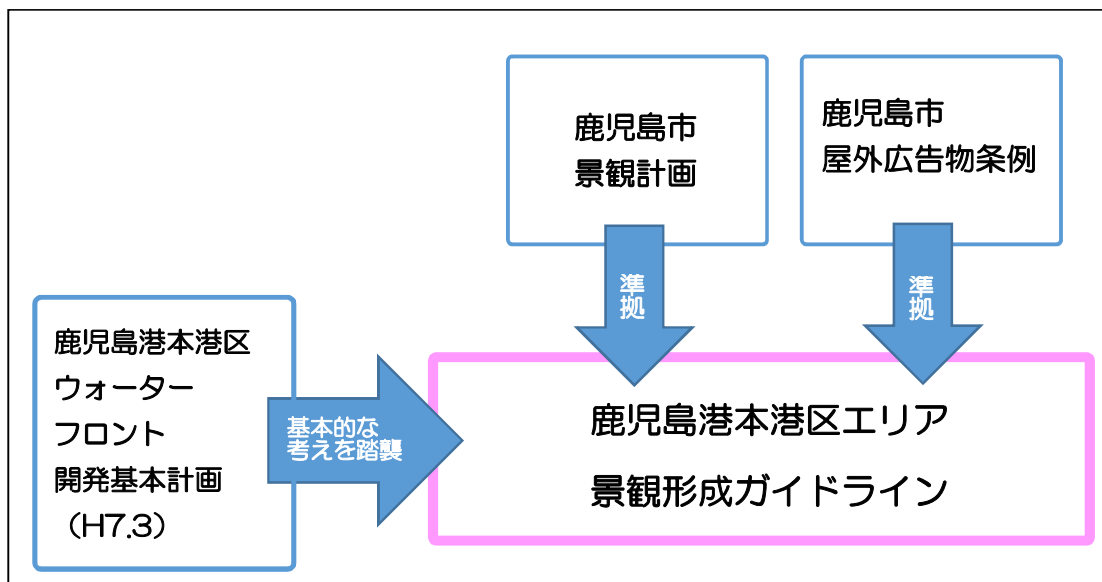 鹿児島市
景観計画
鹿児島市
屋外広告物条例
準拠
準拠
鹿児島港本港区
ウォーター
フロント
開発基本計画
（H7.3）
基本的な
考えを踏襲
鹿児島港本港区エリア
景観形成ガイドライン